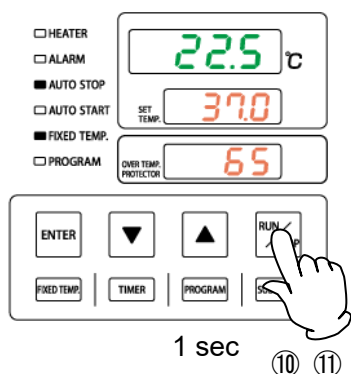 HEATER
ALARM
AUTO STOP
AUTO START
FIXED TEMP.
PROGRAM
22.5 ℃
SET TEMP. 37.0
OVER TEMP. PROTECTOR 65
ENTER ▼ ▲ RUN/
FIXED TEMP. TIMER PROGRAM
1 sec
⑩ ⑪